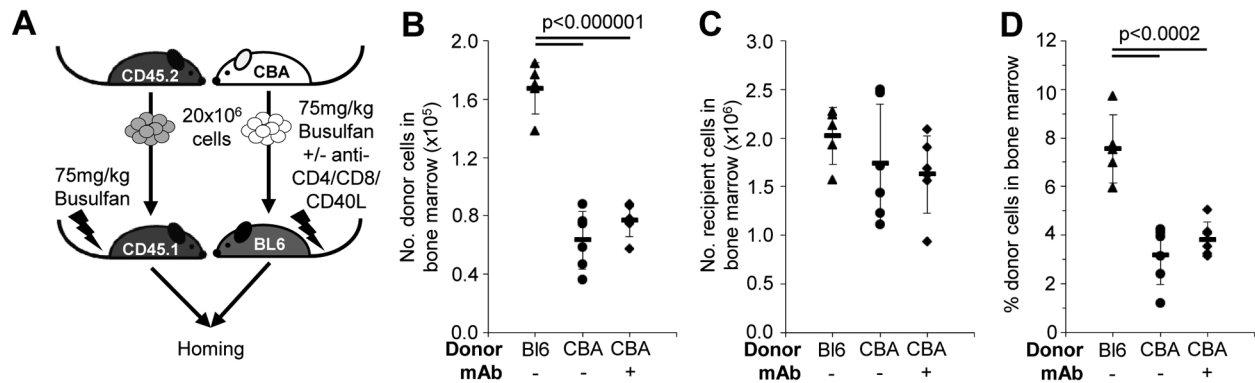 A
CD45.2
CBA
20x10⁶
cells
75mg/kg
Busulfan
+/- anti-
CD4/CD8/
CD40L
75mg/kg
Busulfan
CD45.1
BL6
Homing
B
p<0.000001
No. donor cells in
bone marrow (x10⁵)
2.0
1.6
1.2
0.8
0.4
0.0
Donor Bl6 CBA CBA
mAb - - +
C
No. recipient cells in
bone marrow (x10⁶)
3.0
2.5
2.0
1.5
1.0
0.5
0.0
Donor Bl6 CBA CBA
mAb - - +
D
p<0.0002
% donor cells in bone marrow
12
10
8
6
4
2
0
Donor Bl6 CBA CBA
mAb - - +